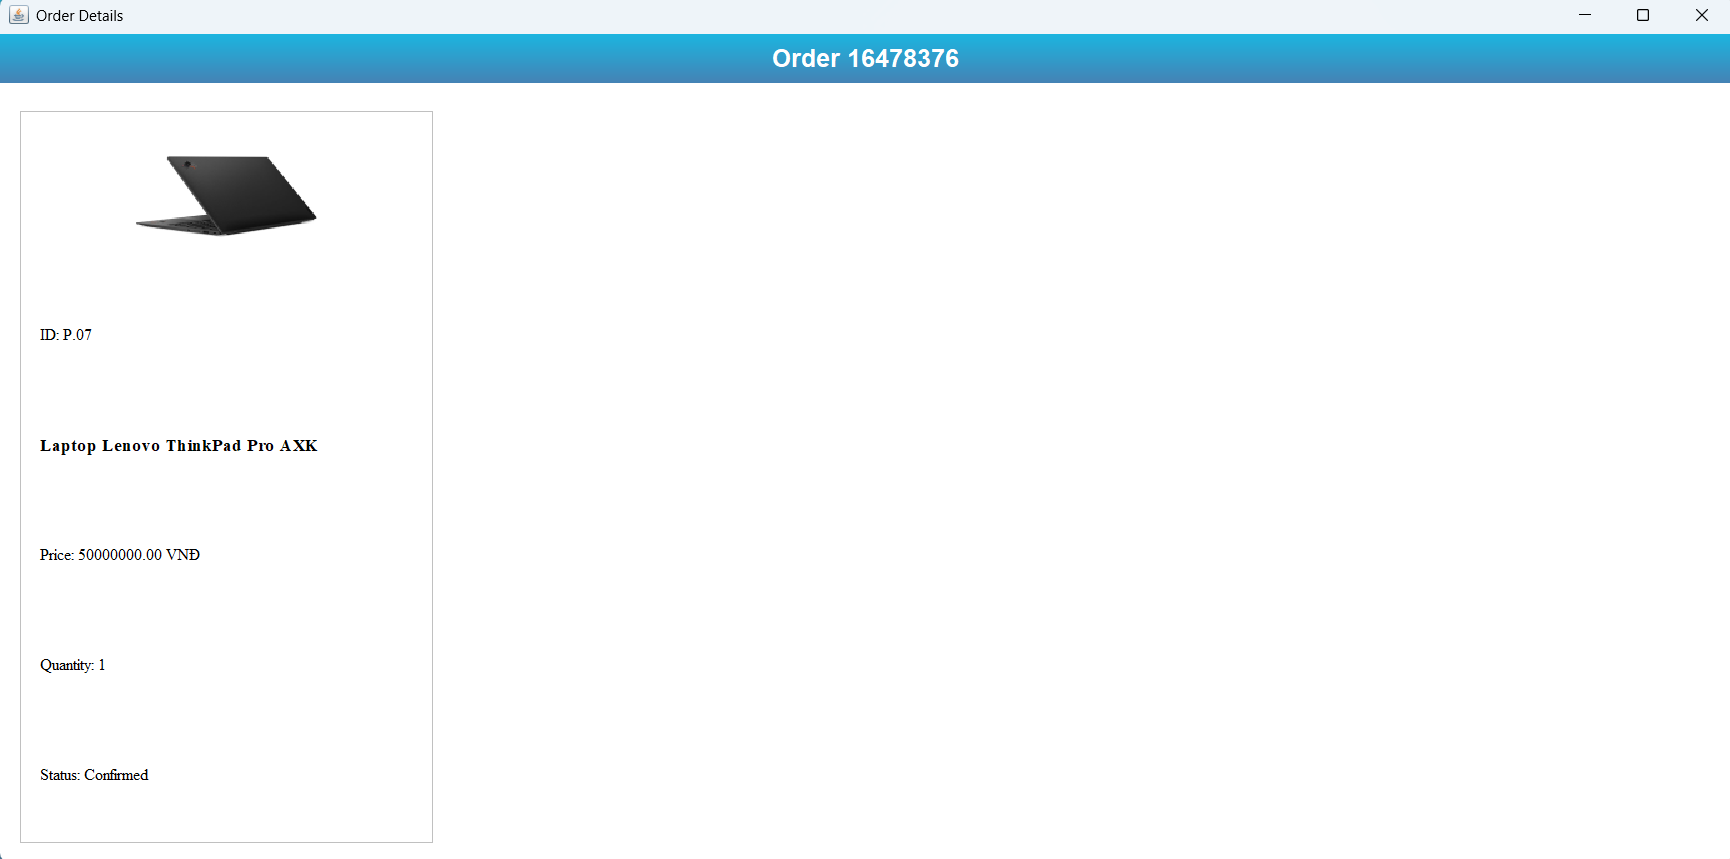 Order Details
Order 16478376
ID: P.07
Laptop Lenovo ThinkPad Pro AXK
Price: 50000000.00 VNĐ
Quantity: 1
Status: Confirmed